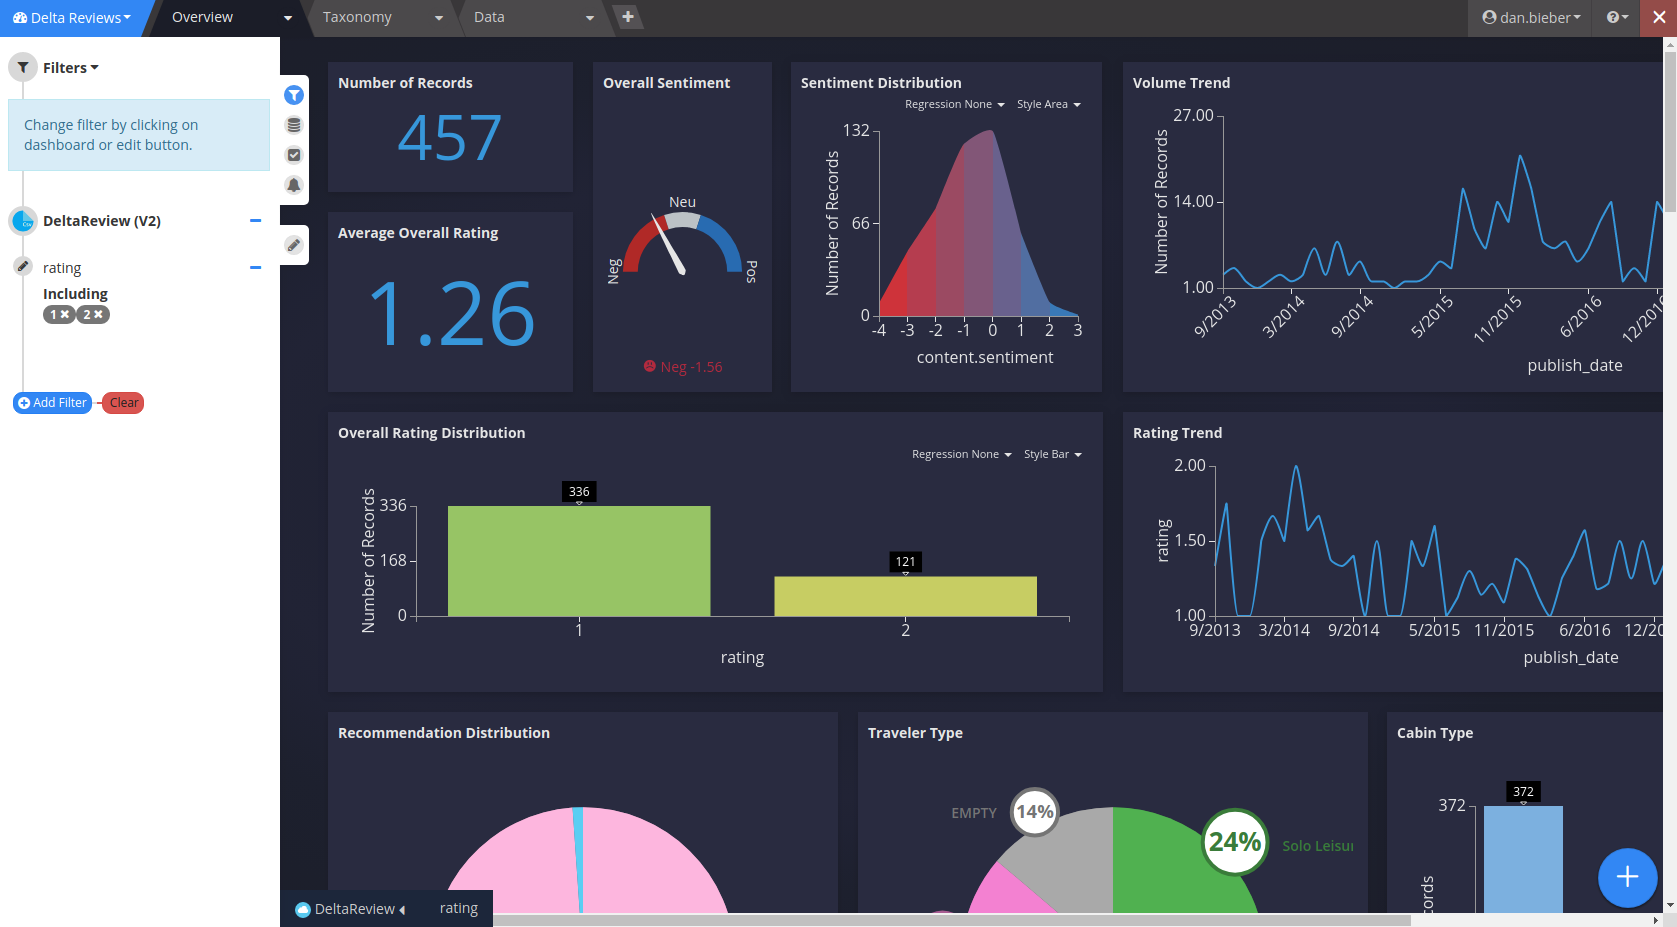 Delta Reviews
Overview
Taxonomy
Data
dan.bieber
Filters
Change filter by clicking on
dashboard or edit button.
DeltaReview (V2)
rating
Including
1 ✖ 2 ✖
Add Filter
Clear
Number of Records
457
Average Overall Rating
1.26
Overall Sentiment
Neu
Neg
Pos
Neg -1.56
Sentiment Distribution
Regression None
Style Area
Number of Records
132
66
0
-4 -3 -2 -1 0 1 2 3
content.sentiment
Volume Trend
Number of Records
27.00
14.00
1.00
9/2013 3/2014 9/2014 5/2015 11/2015 6/2016 12/201
publish_date
Overall Rating Distribution
Regression None
Style Bar
Number of Records
336
168
0
336
121
1 2
rating
Rating Trend
rating
2.00
1.50
1.00
9/2013 3/2014 9/2014 5/2015 11/2015 6/2016 12/20
publish_date
Recommendation Distribution
Traveler Type
EMPTY
14%
24%
Solo Leisu
Cabin Type
372
372
cords
DeltaReview
rating